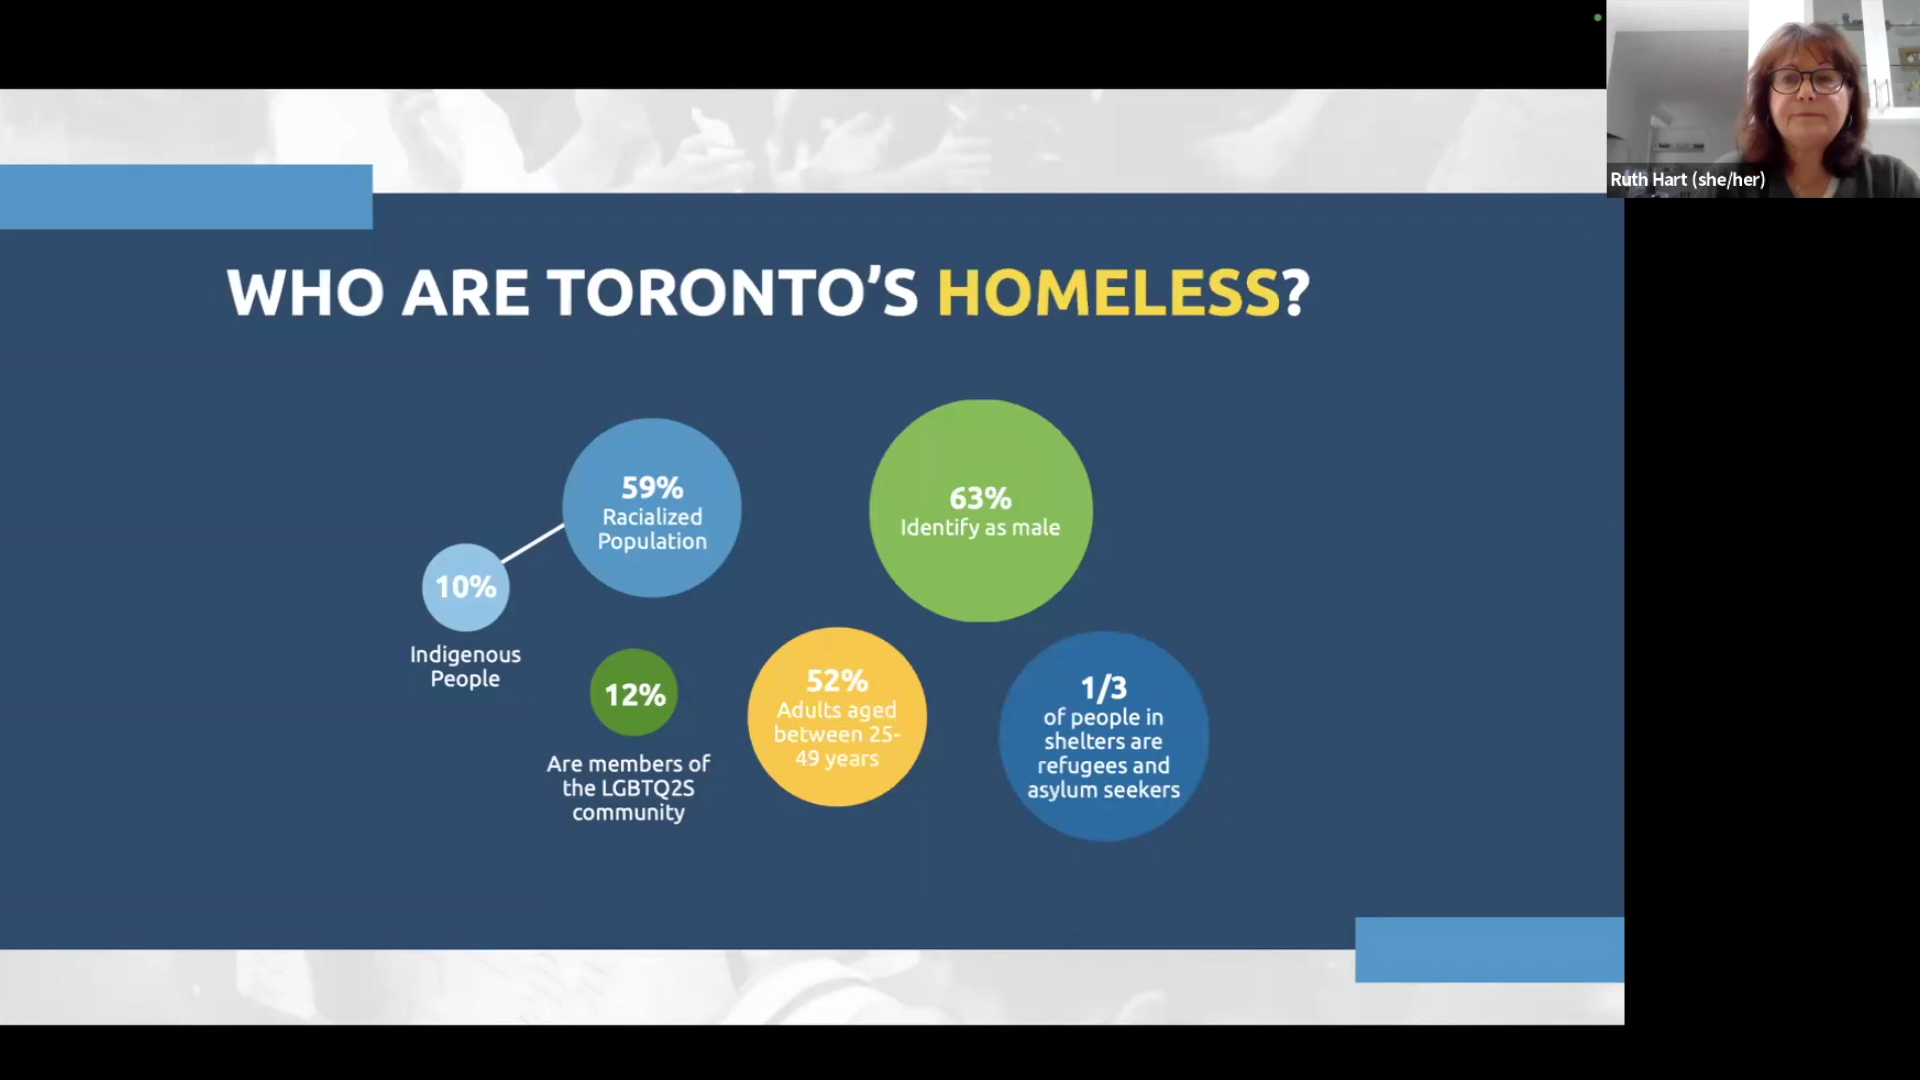 Ruth Hart (she/her)
WHO ARE TORONTO'S HOMELESS?
59%
Racialized
Population
10%
Indigenous
People
63%
Identify as male
12%
Are members of
the LGBTQ2S
community
52%
Adults aged
between 25-
49 years
1/3
of people in
shelters are
refugees and
asylum seekers